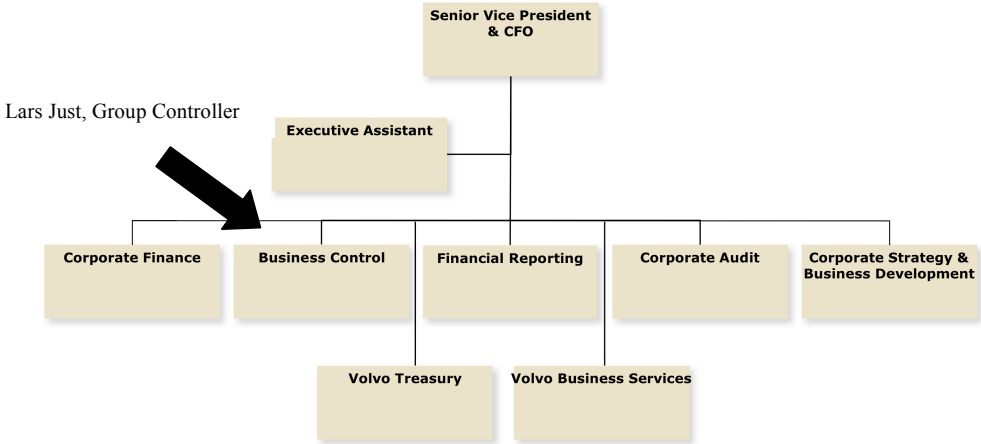 Senior Vice President
& CFO
Lars Just, Group Controller
Executive Assistant
Corporate Finance
Business Control
Financial Reporting
Corporate Audit
Corporate Strategy &
Business Development
Volvo Treasury
Volvo Business Services